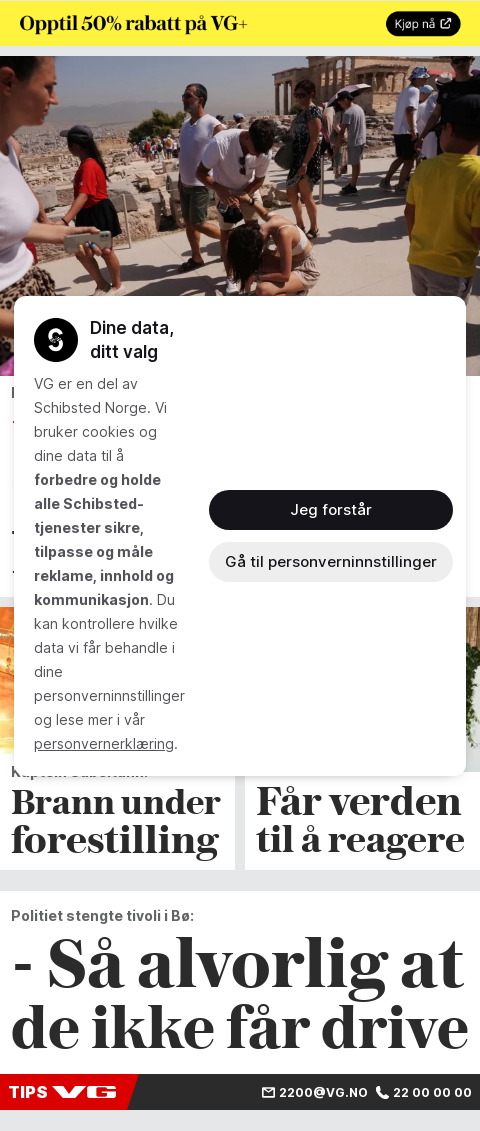 Opptil 50% rabatt på VG+
Kjøp nå
Dine data,
ditt valg
VG er en del av
Schibsted Norge. Vi
bruker cookies og
dine data til å
forbedre og holde
alle Schibsted-
tjenester sikre,
tilpasse og måle
reklame, innhold og
kommunikasjon. Du
kan kontrollere hvilke
data vi får behandle i
dine
personverninnstillinger
og lese mer i vår
personvernerklæring.
Jeg forstår
Gå til personverninnstillinger
Brann under
forestilling
Får verden
til å reagere
Politiet stengte tivoli i Bø:
- Så alvorlig at
de ikke får drive
TIPS VG
2200@VG.NO 22 00 00 00